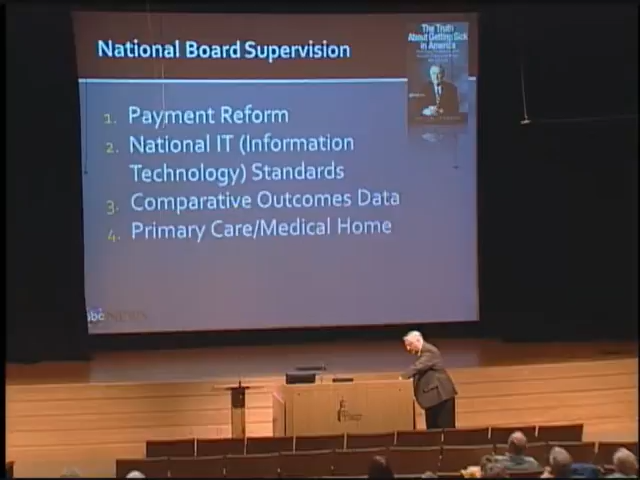 National Board Supervision
The Truth
About Getting Sick
in America
1. Payment Reform
2. National IT (Information
Technology) Standards
3. Comparative Outcomes Data
4. Primary Care/Medical Home
abc NEWS